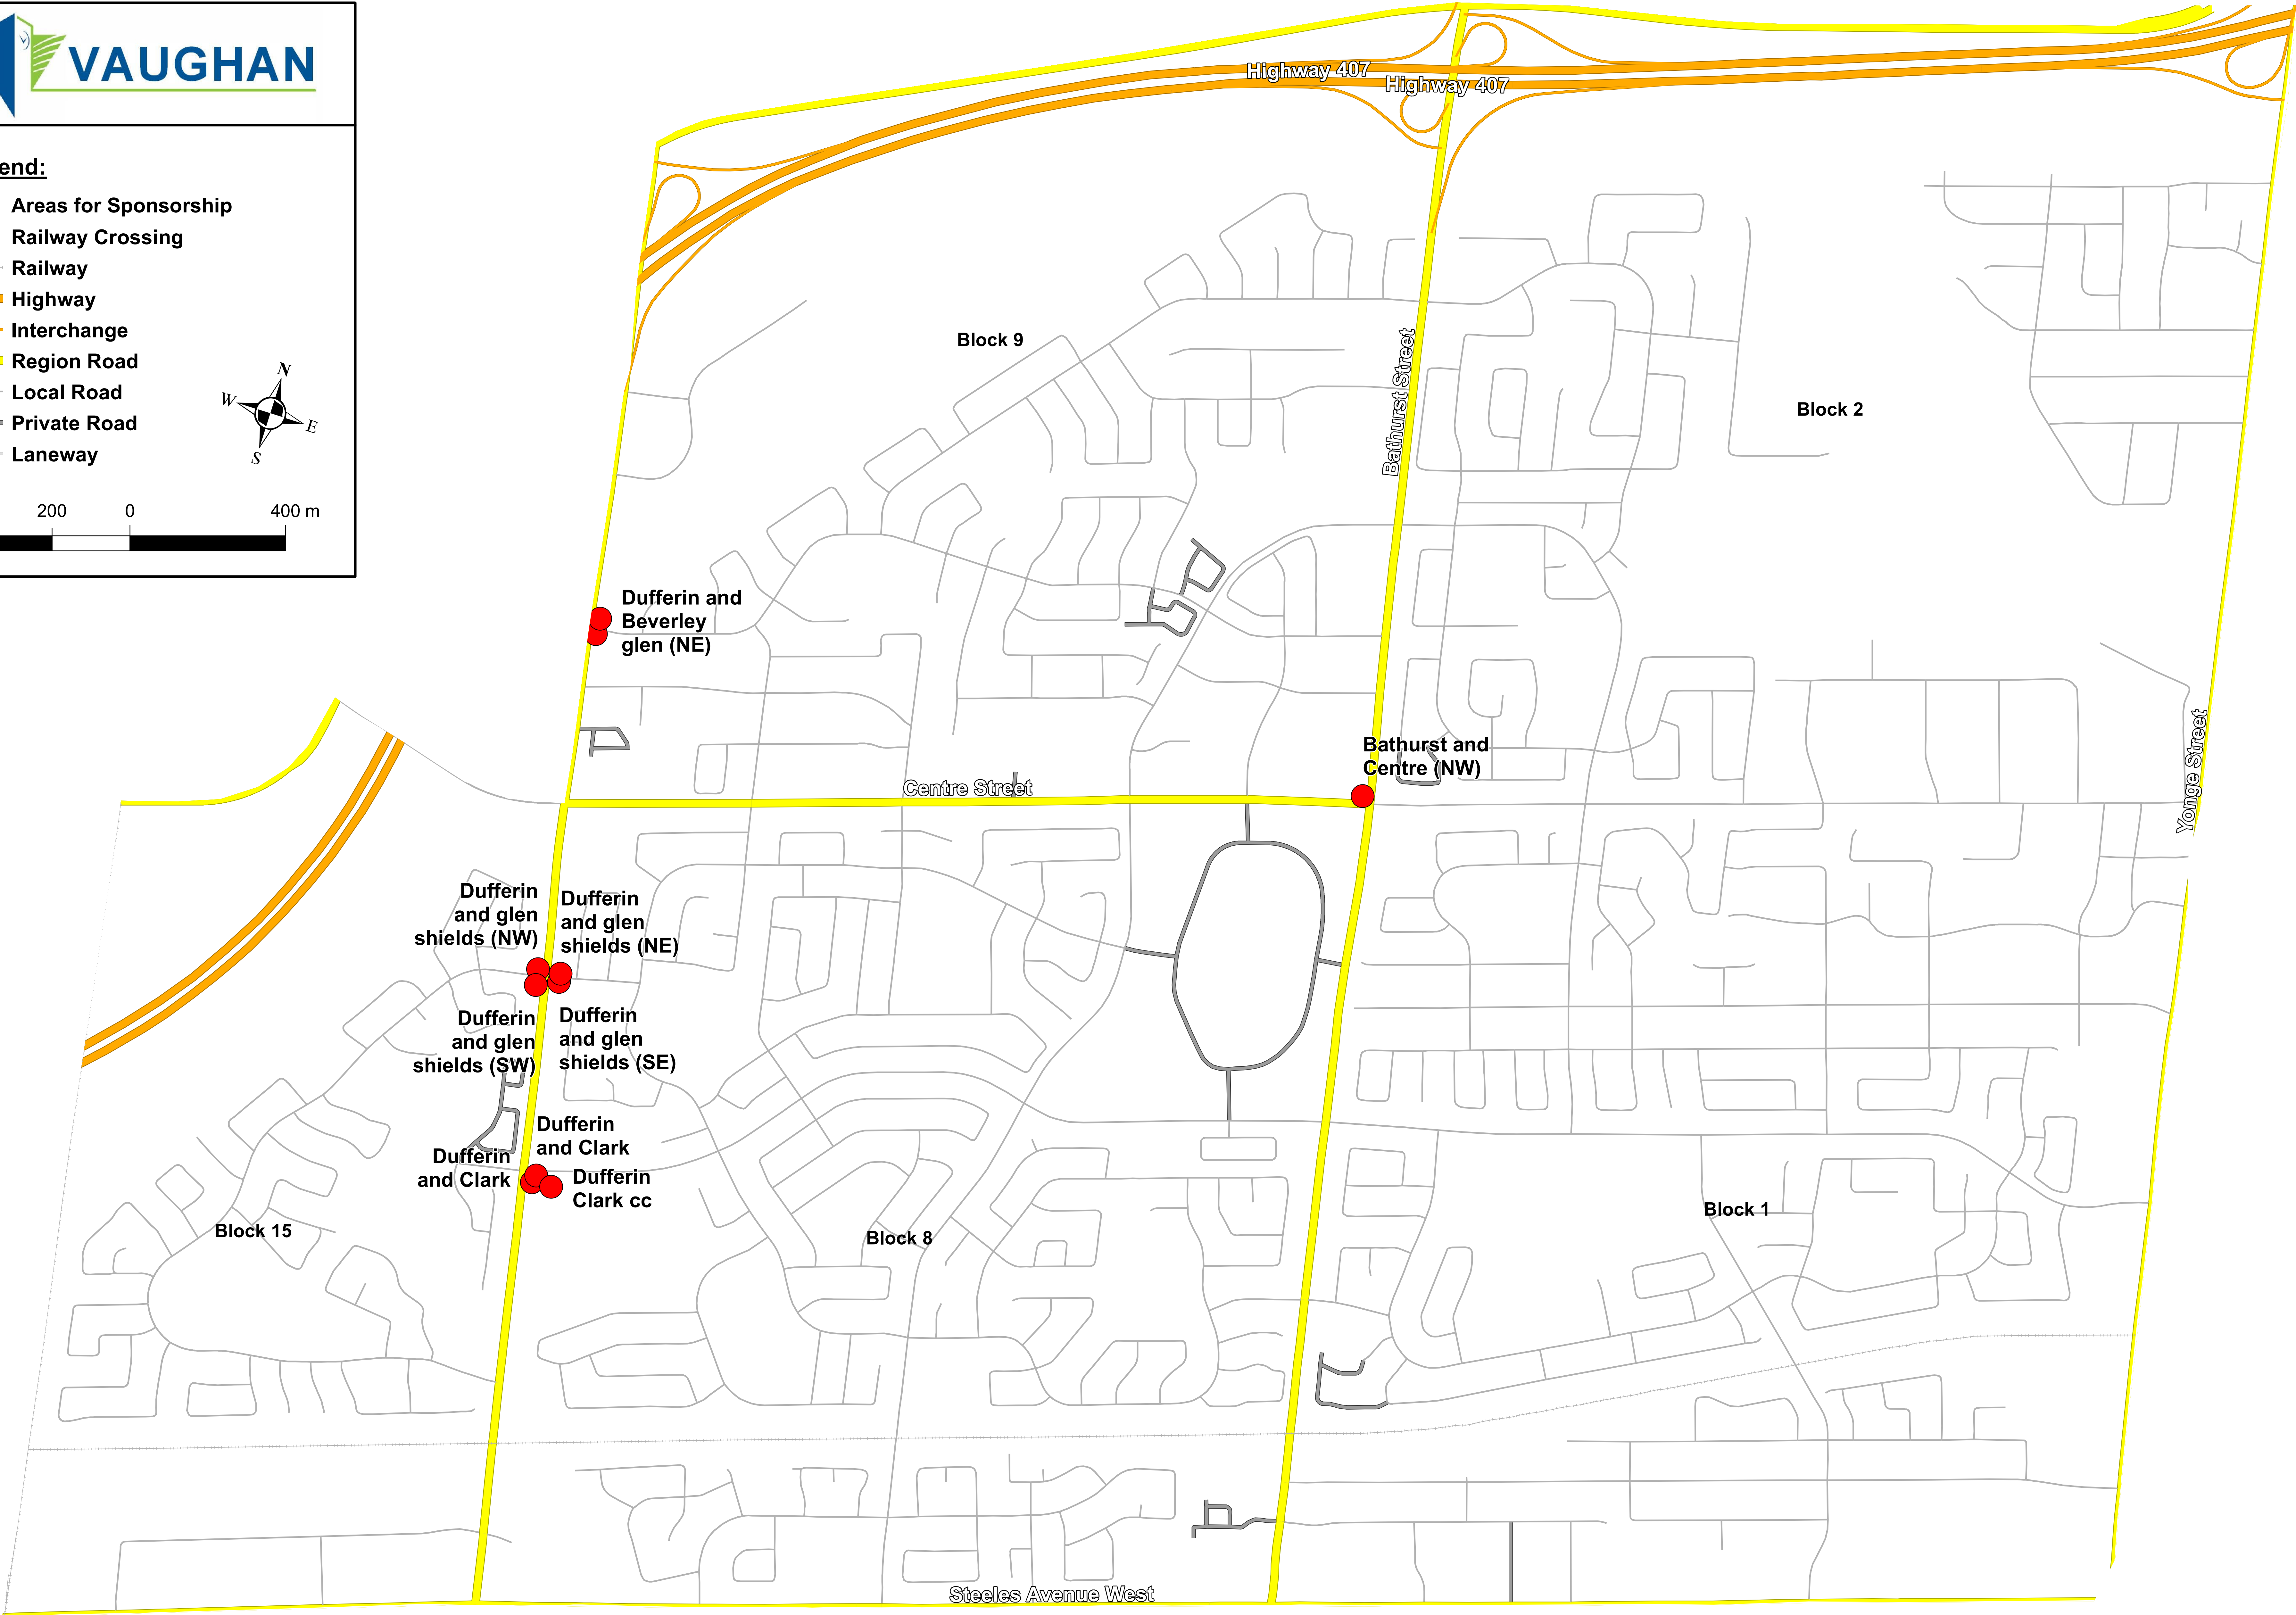 VAUGHAN
end:
Areas for Sponsorship
Railway Crossing
Railway
Highway
Interchange
Region Road
Local Road
Private Road
Laneway
N
W
E
S
200 0 400 m
Highway 407
Highway 407
Block 9
Bathurst Street
Block 2
Dufferin and
Beverley
glen (NE)
Yonge Street
Bathurst and
Centre (NW)
Centre Street
Dufferin
and glen
shields (NW)
Dufferin
and glen
shields (NE)
Dufferin
and glen
shields (SW)
Dufferin
and glen
shields (SE)
Dufferin
and Clark
Dufferin
and Clark
Dufferin
Clark cc
Block 15
Block 8
Block 1
Steeles Avenue West